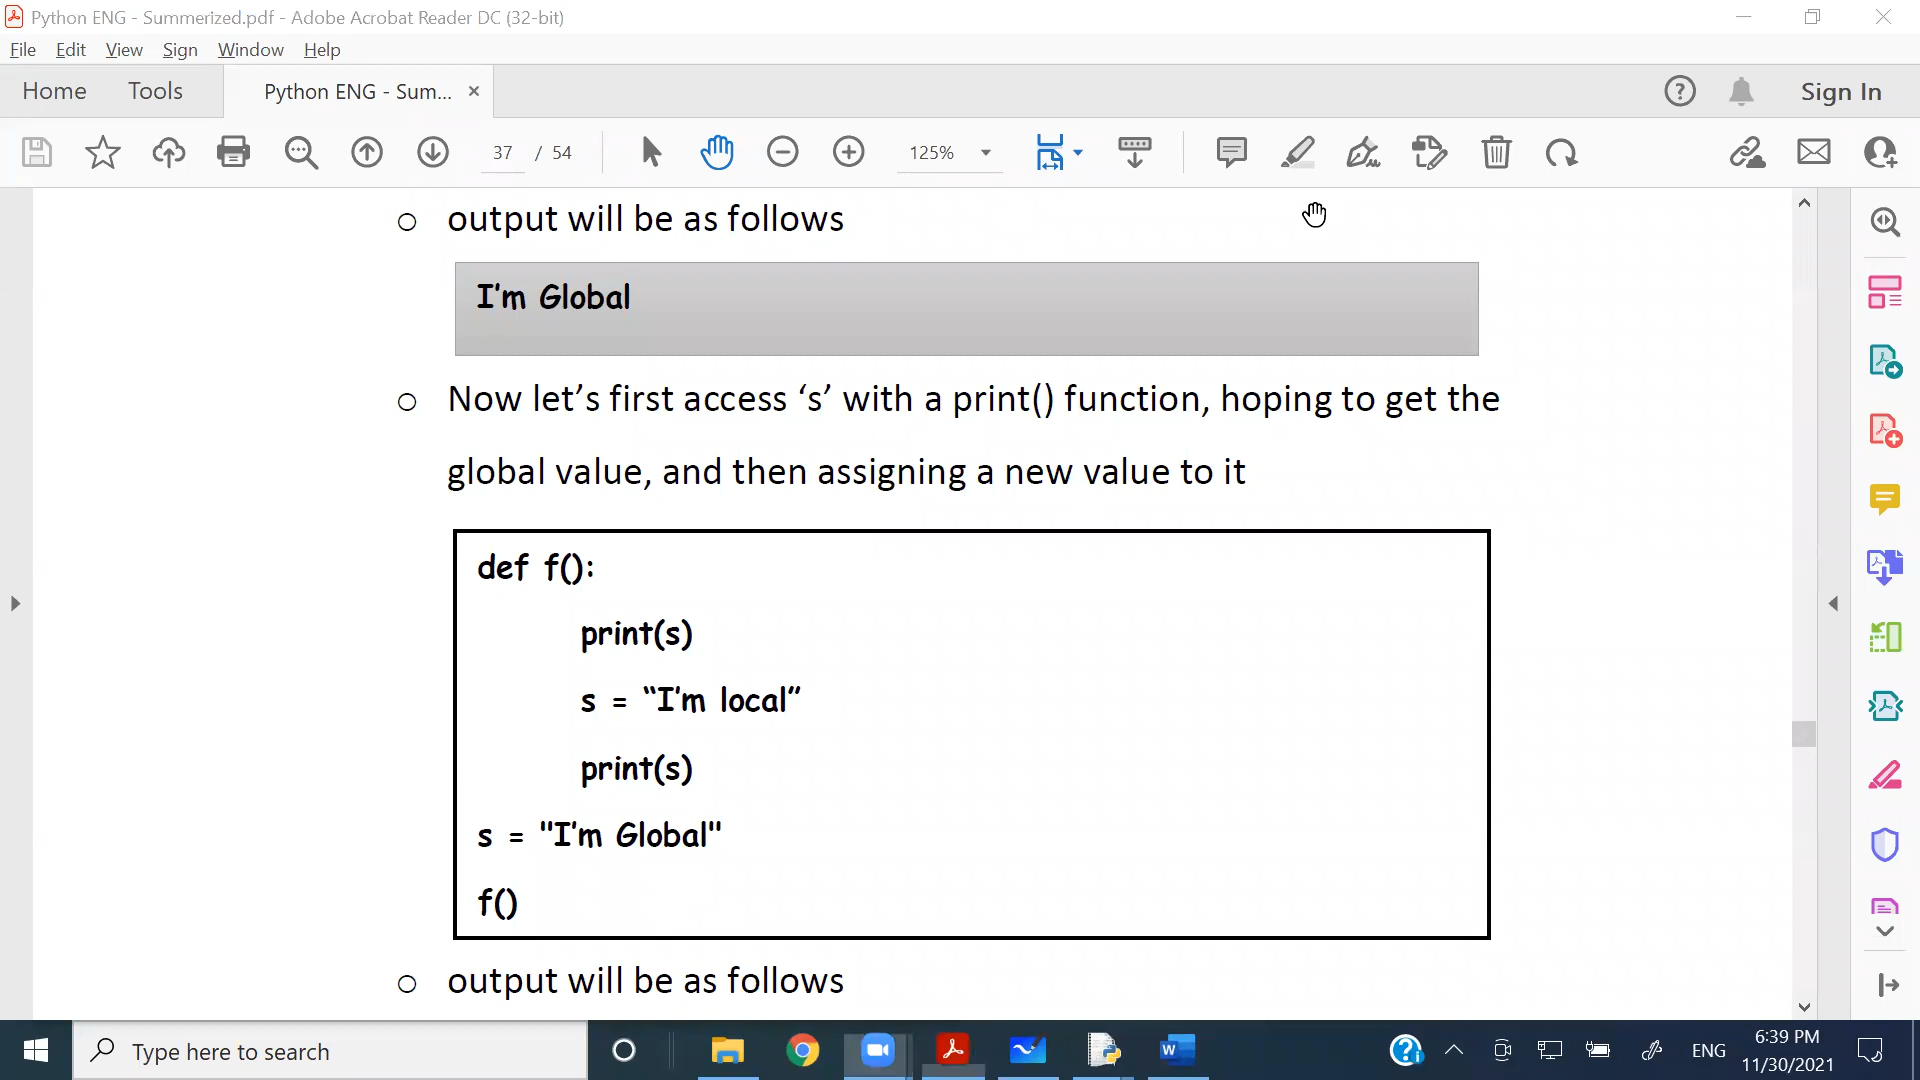 Python ENG - Summerized.pdf - Adobe Acrobat Reader DC (32-bit)
File Edit View Sign Window Help
Home Tools Python ENG - Sum... × Sign In
37 / 54 125%
o output will be as follows
I'm Global
o Now let’s first access ‘s’ with a print() function, hoping to get the
global value, and then assigning a new value to it
def f():
print(s)
s = “I’m local”
print(s)
s = "I'm Global"
f()
o output will be as follows
Type here to search
ENG
6:39 PM
11/30/2021